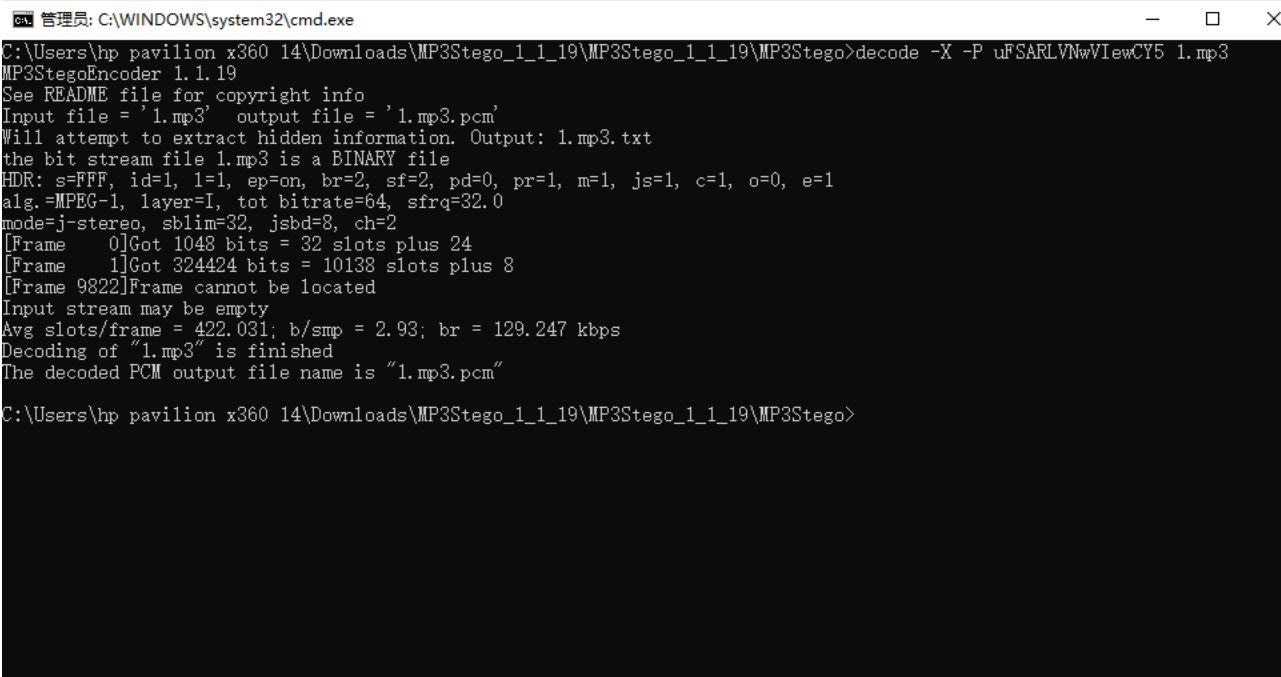 管理员: C:\WINDOWS\system32\cmd.exe
C:\Users\hp pavilion x360 14\Downloads\MP3Stego_1_1_19\MP3Stego_1_1_19\MP3Stego>decode -X -P uFSARLVNwVIewCY5 1.mp3
MP3StegoEncoder 1.1.19
See README file for copyright info
Input file = '1.mp3'  output file = '1.mp3.pcm'
Will attempt to extract hidden information. Output: 1.mp3.txt
the bit stream file 1.mp3 is a BINARY file
HDR: s=FFF, id=1, l=1, ep=on, br=2, sf=2, pd=0, pr=1, m=1, js=1, c=1, o=0, e=1
alg.=MPEG-1, layer=I, tot bitrate=64, sfrq=32.0
mode=j-stereo, sblim=32, jsbd=8, ch=2
[Frame    0]Got 1048 bits = 32 slots plus 24
[Frame    1]Got 324424 bits = 10138 slots plus 8
[Frame 9822]Frame cannot be located
Input stream may be empty
Avg slots/frame = 422.031; b/smp = 2.93; br = 129.247 kbps
Decoding of "1.mp3" is finished
The decoded PCM output file name is "1.mp3.pcm"
C:\Users\hp pavilion x360 14\Downloads\MP3Stego_1_1_19\MP3Stego_1_1_19\MP3Stego>